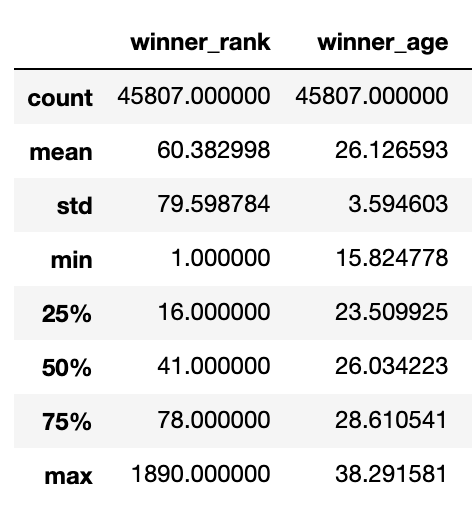 winner_rank winner_age
count 45807.000000 45807.000000
mean 60.382998 26.126593
std 79.598784 3.594603
min 1.000000 15.824778
25% 16.000000 23.509925
50% 41.000000 26.034223
75% 78.000000 28.610541
max 1890.000000 38.291581